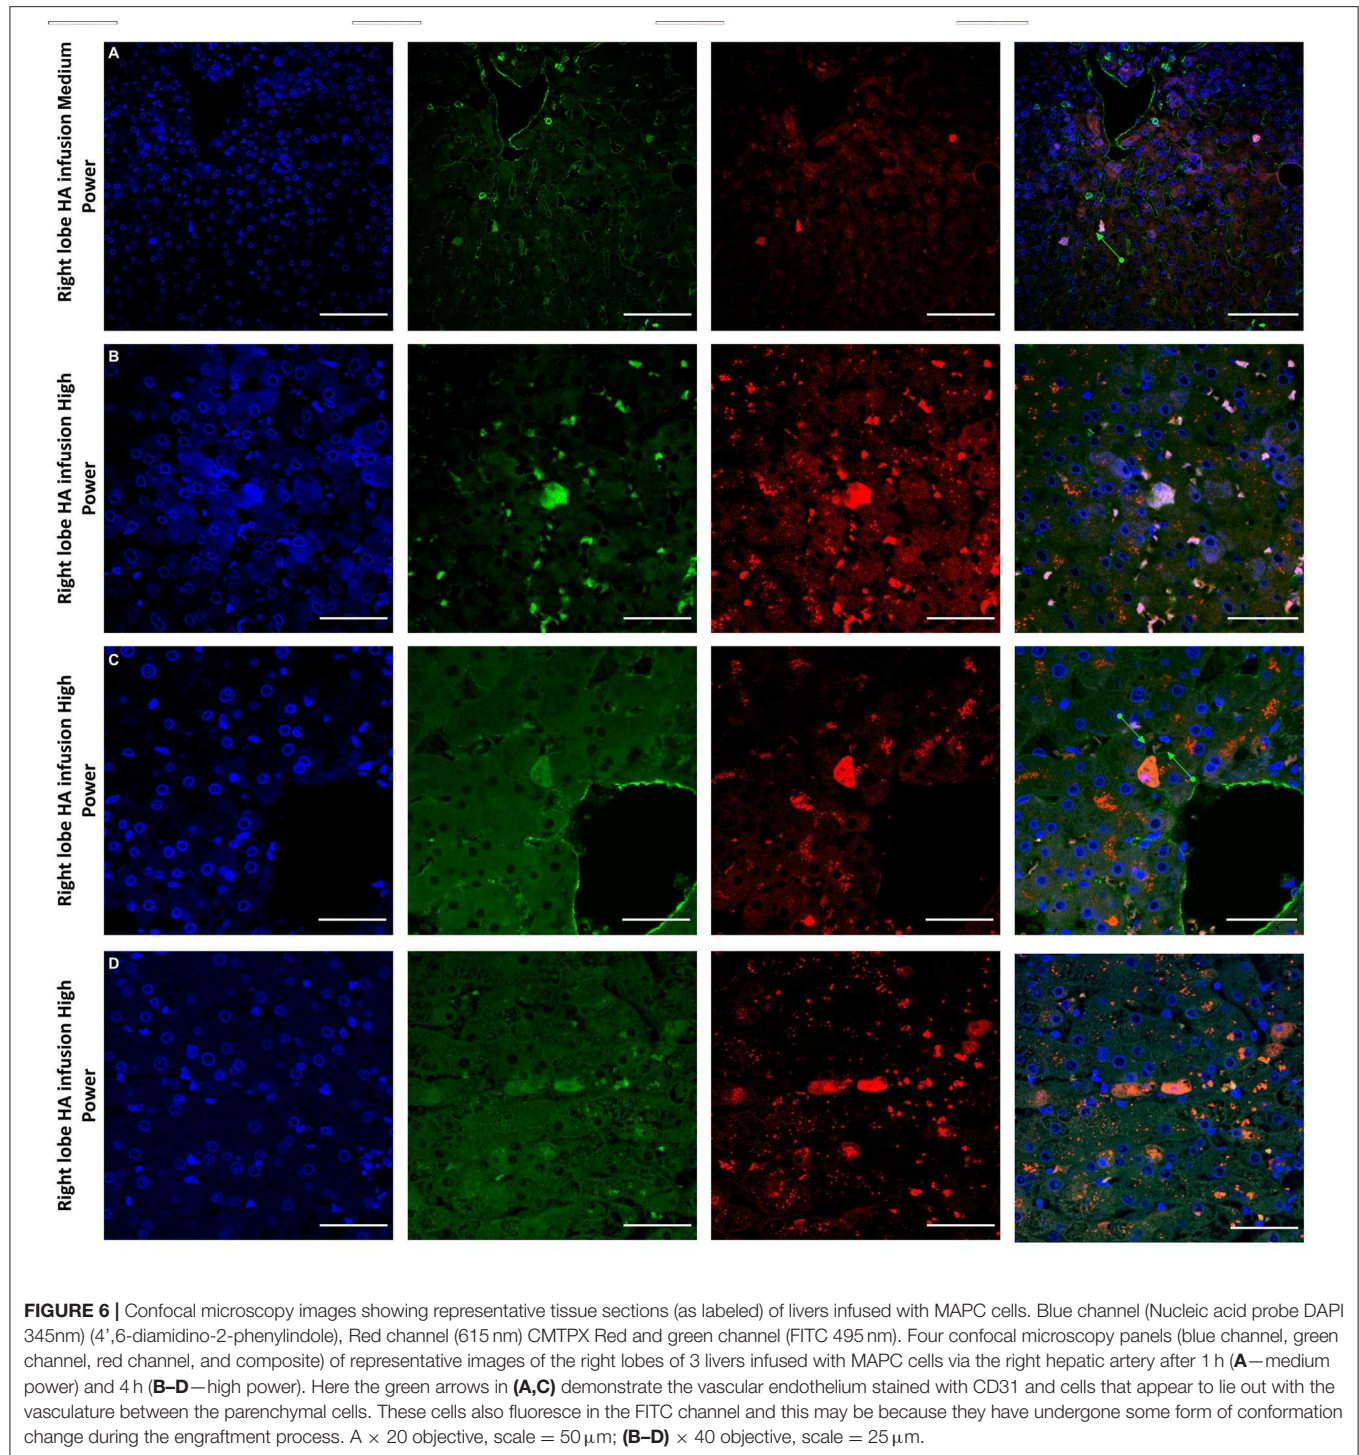 Right lobe HA infusion Medium
Power
A
Right lobe HA infusion High
Power
B
Right lobe HA infusion High
Power
C
Right lobe HA infusion High
Power
D
FIGURE 6 | Confocal microscopy images showing representative tissue sections (as labeled) of livers infused with MAPC cells. Blue channel (Nucleic acid probe DAPI
345nm) (4',6-diamidino-2-phenylindole), Red channel (615 nm) CMTPX Red and green channel (FITC 495 nm). Four confocal microscopy panels (blue channel, green
channel, red channel, and composite) of representative images of the right lobes of 3 livers infused with MAPC cells via the right hepatic artery after 1 h (A—medium
power) and 4 h (B–D—high power). Here the green arrows in (A,C) demonstrate the vascular endothelium stained with CD31 and cells that appear to lie out with the
vasculature between the parenchymal cells. These cells also fluoresce in the FITC channel and this may be because they have undergone some form of conformation
change during the engraftment process. A × 20 objective, scale = 50 μm; (B–D) × 40 objective, scale = 25 μm.